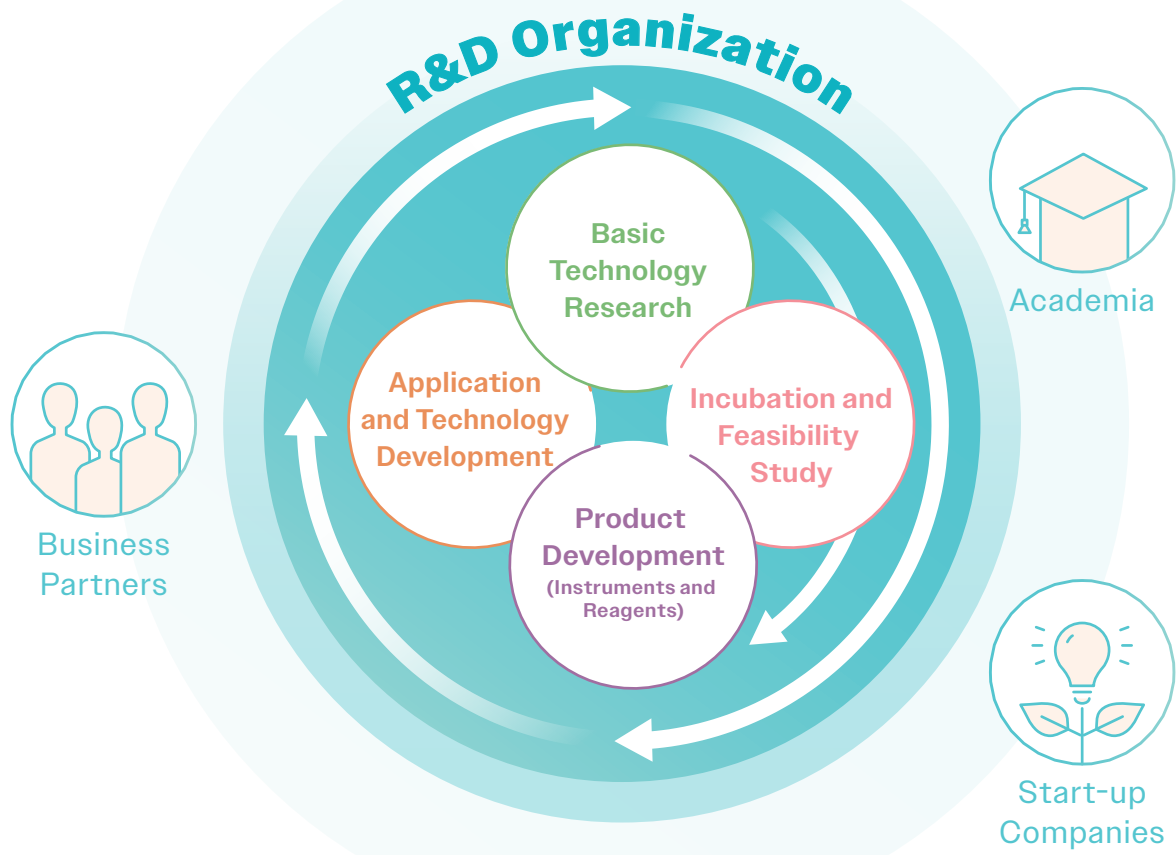 R&D Organization
Basic
Technology
Research
Application
and Technology
Development
Incubation and
Feasibility
Study
Product
Development
(Instruments and
Reagents)
Academia
Business
Partners
Start-up
Companies